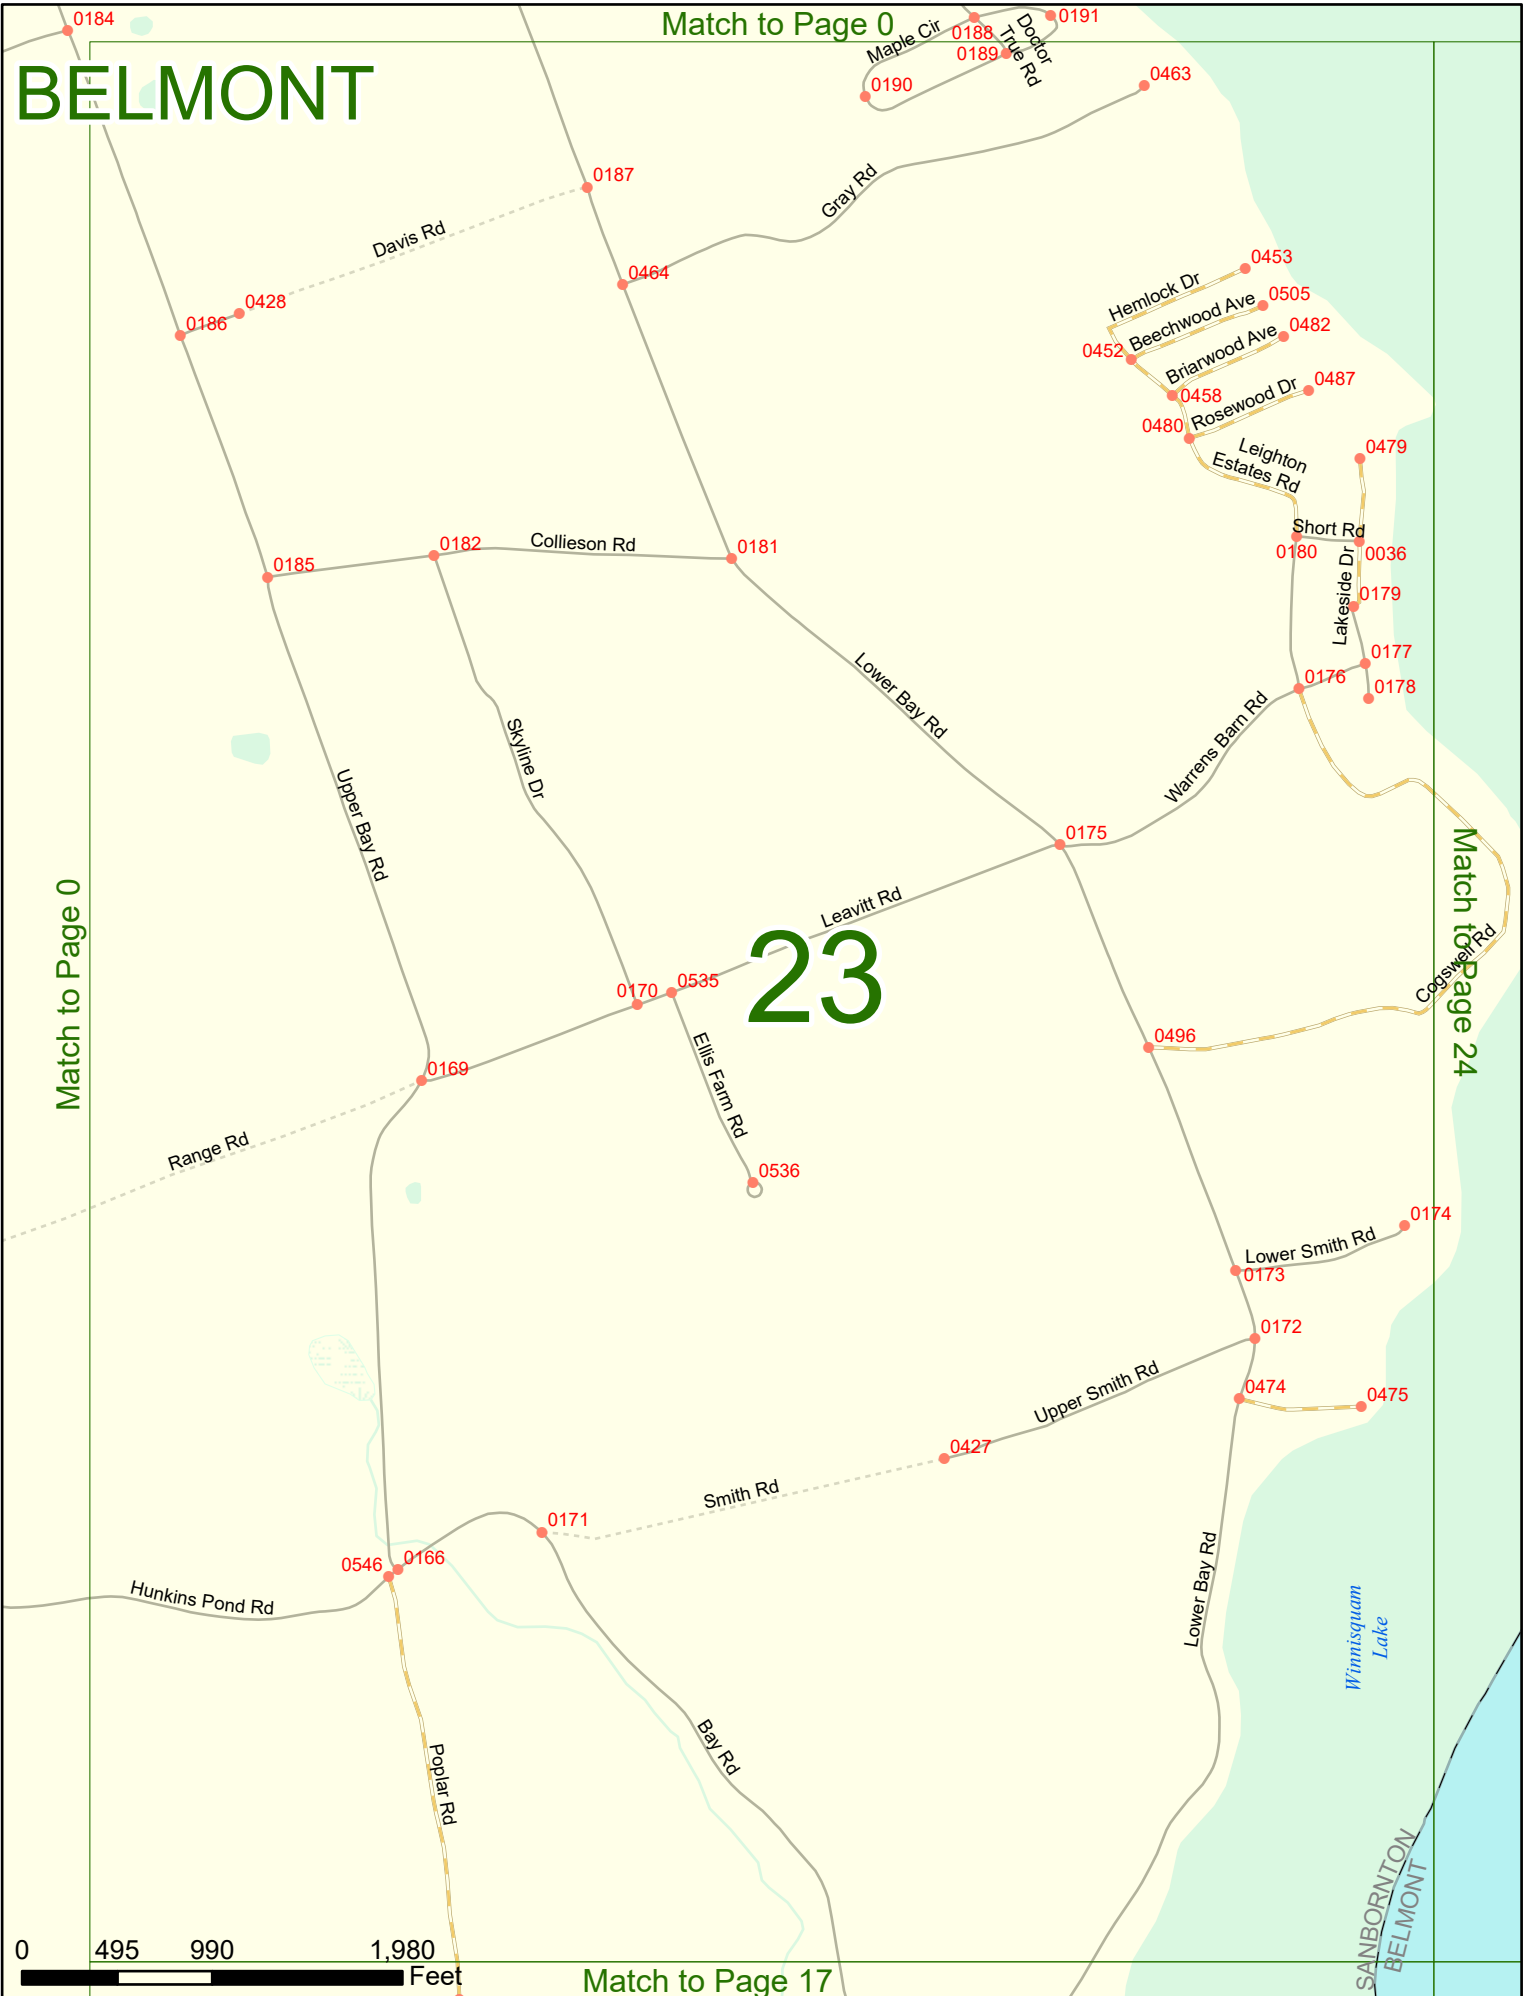 0184
Match to Page 0
0191
0188
Maple Cir
Doctor
True Rd
0189
BELMONT
0190
0463
0187
Gray Rd
Davis Rd
0464
0453
Hemlock Dr
0428
0505
Beechwood Ave
0186
0482
0452
Briarwood Ave
0458
0487
Rosewood Dr
0480
Leighton
Estates Rd
0479
Short Rd
0182
Collieson Rd
0181
0180
0036
0185
Lakeside Dr
0179
0177
0176
0178
Lower Bay Rd
Skyline Dr
Warrens Barn Rd
Upper Bay Rd
0175
Match to Page 24
Match to Page 0
Leavitt Rd
23
Cogswell Rd
0535
0170
0496
Ellis Farm Rd
0169
Range Rd
0536
0174
Lower Smith Rd
0173
0172
Upper Smith Rd
0474
0475
0427
Smith Rd
0171
0546
0166
Hunkins Pond Rd
Lower Bay Rd
Winnisquam
Lake
Bay Rd
Poplar Rd
SANBORNTON
BELMONT
0 495 990 1,980
Feet
Match to Page 17